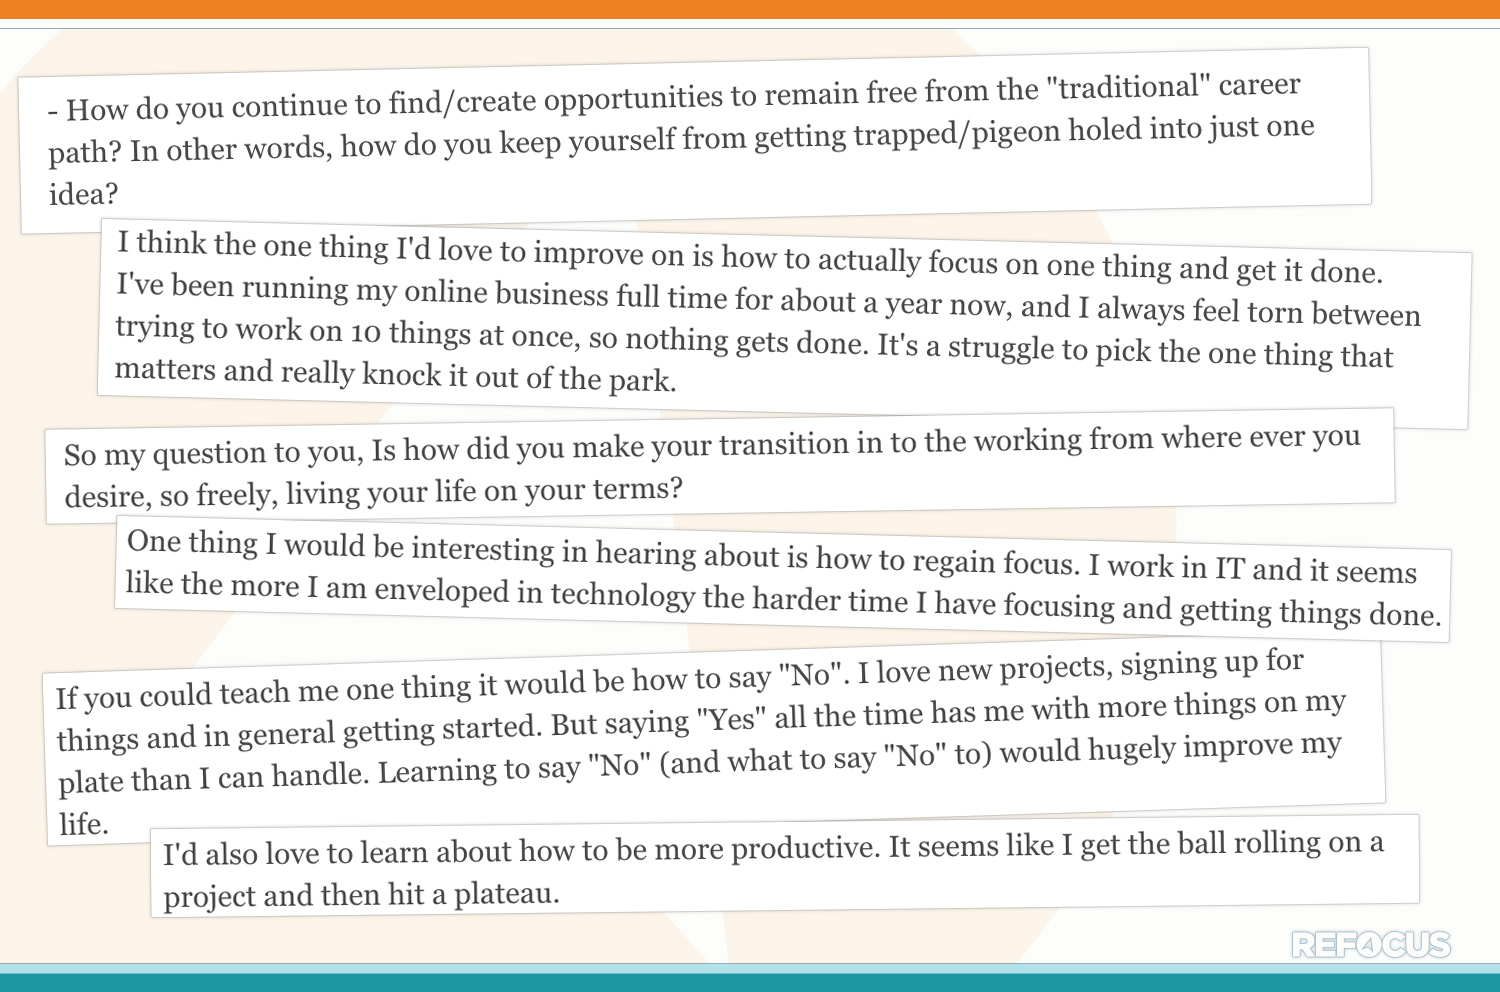 - How do you continue to find/create opportunities to remain free from the "traditional" career
path? In other words, how do you keep yourself from getting trapped/pigeon holed into just one
idea?
I think the one thing I'd love to improve on is how to actually focus on one thing and get it done.
I've been running my online business full time for about a year now, and I always feel torn between
trying to work on 10 things at once, so nothing gets done. It's a struggle to pick the one thing that
matters and really knock it out of the park.
So my question to you, Is how did you make your transition in to the working from where ever you
desire, so freely, living your life on your terms?
One thing I would be interesting in hearing about is how to regain focus. I work in IT and it seems
like the more I am enveloped in technology the harder time I have focusing and getting things done.
If you could teach me one thing it would be how to say "No". I love new projects, signing up for
things and in general getting started. But saying "Yes" all the time has me with more things on my
plate than I can handle. Learning to say "No" (and what to say "No" to) would hugely improve my
life.
I'd also love to learn about how to be more productive. It seems like I get the ball rolling on a
project and then hit a plateau.
REFOCUS